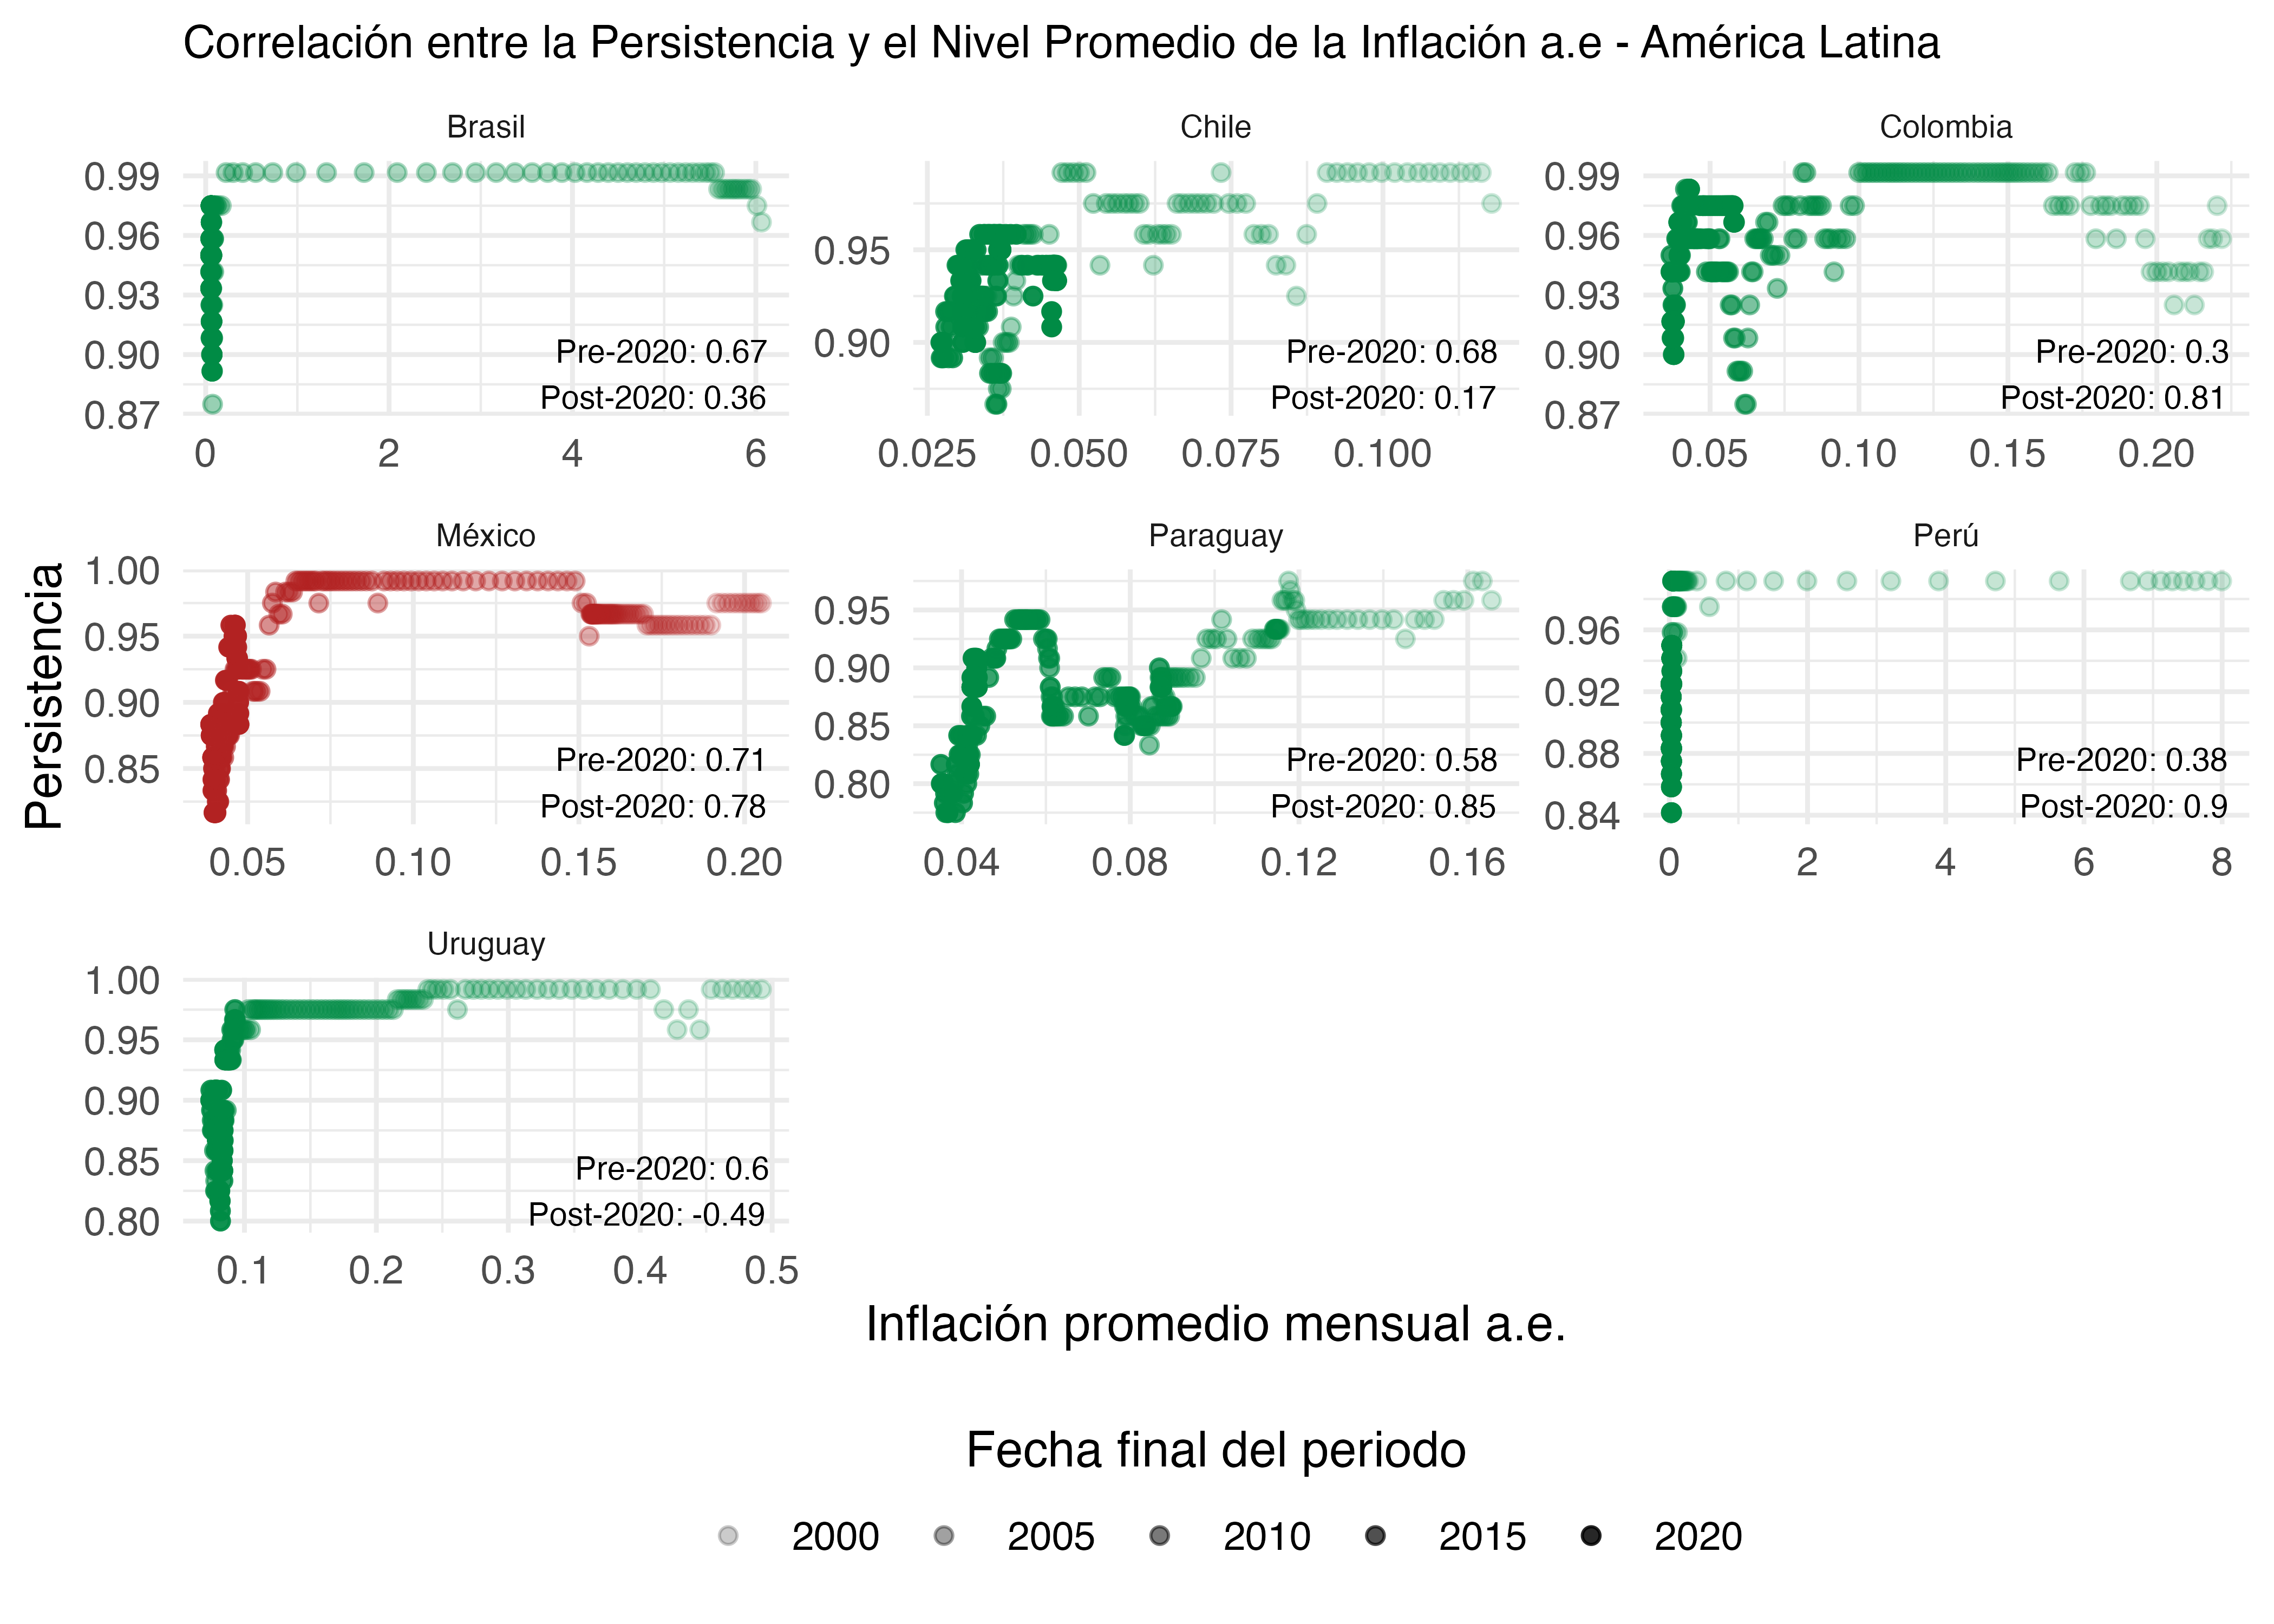 Correlación entre la Persistencia y el Nivel Promedio de la Inflación a.e - América Latina
Brasil
0.99
0.96
0.93
0.90
0.87
Pre-2020: 0.67
Post-2020: 0.36
0 2 4 6
Chile
0.95
0.90
Pre-2020: 0.68
Post-2020: 0.17
0.025 0.050 0.075 0.100
Colombia
0.99
0.96
0.93
0.90
0.87
Pre-2020: 0.3
Post-2020: 0.81
0.05 0.10 0.15 0.20
Persistencia
México
1.00
0.95
0.90
0.85
Pre-2020: 0.71
Post-2020: 0.78
0.05 0.10 0.15 0.20
Paraguay
0.95
0.90
0.85
0.80
Pre-2020: 0.58
Post-2020: 0.85
0.04 0.08 0.12 0.16
Perú
0.96
0.92
0.88
0.84
Pre-2020: 0.38
Post-2020: 0.9
0 2 4 6 8
Uruguay
1.00
0.95
0.90
0.85
0.80
Pre-2020: 0.6
Post-2020: -0.49
0.1 0.2 0.3 0.4 0.5
Inflación promedio mensual a.e.
Fecha final del periodo
2000 2005 2010 2015 2020